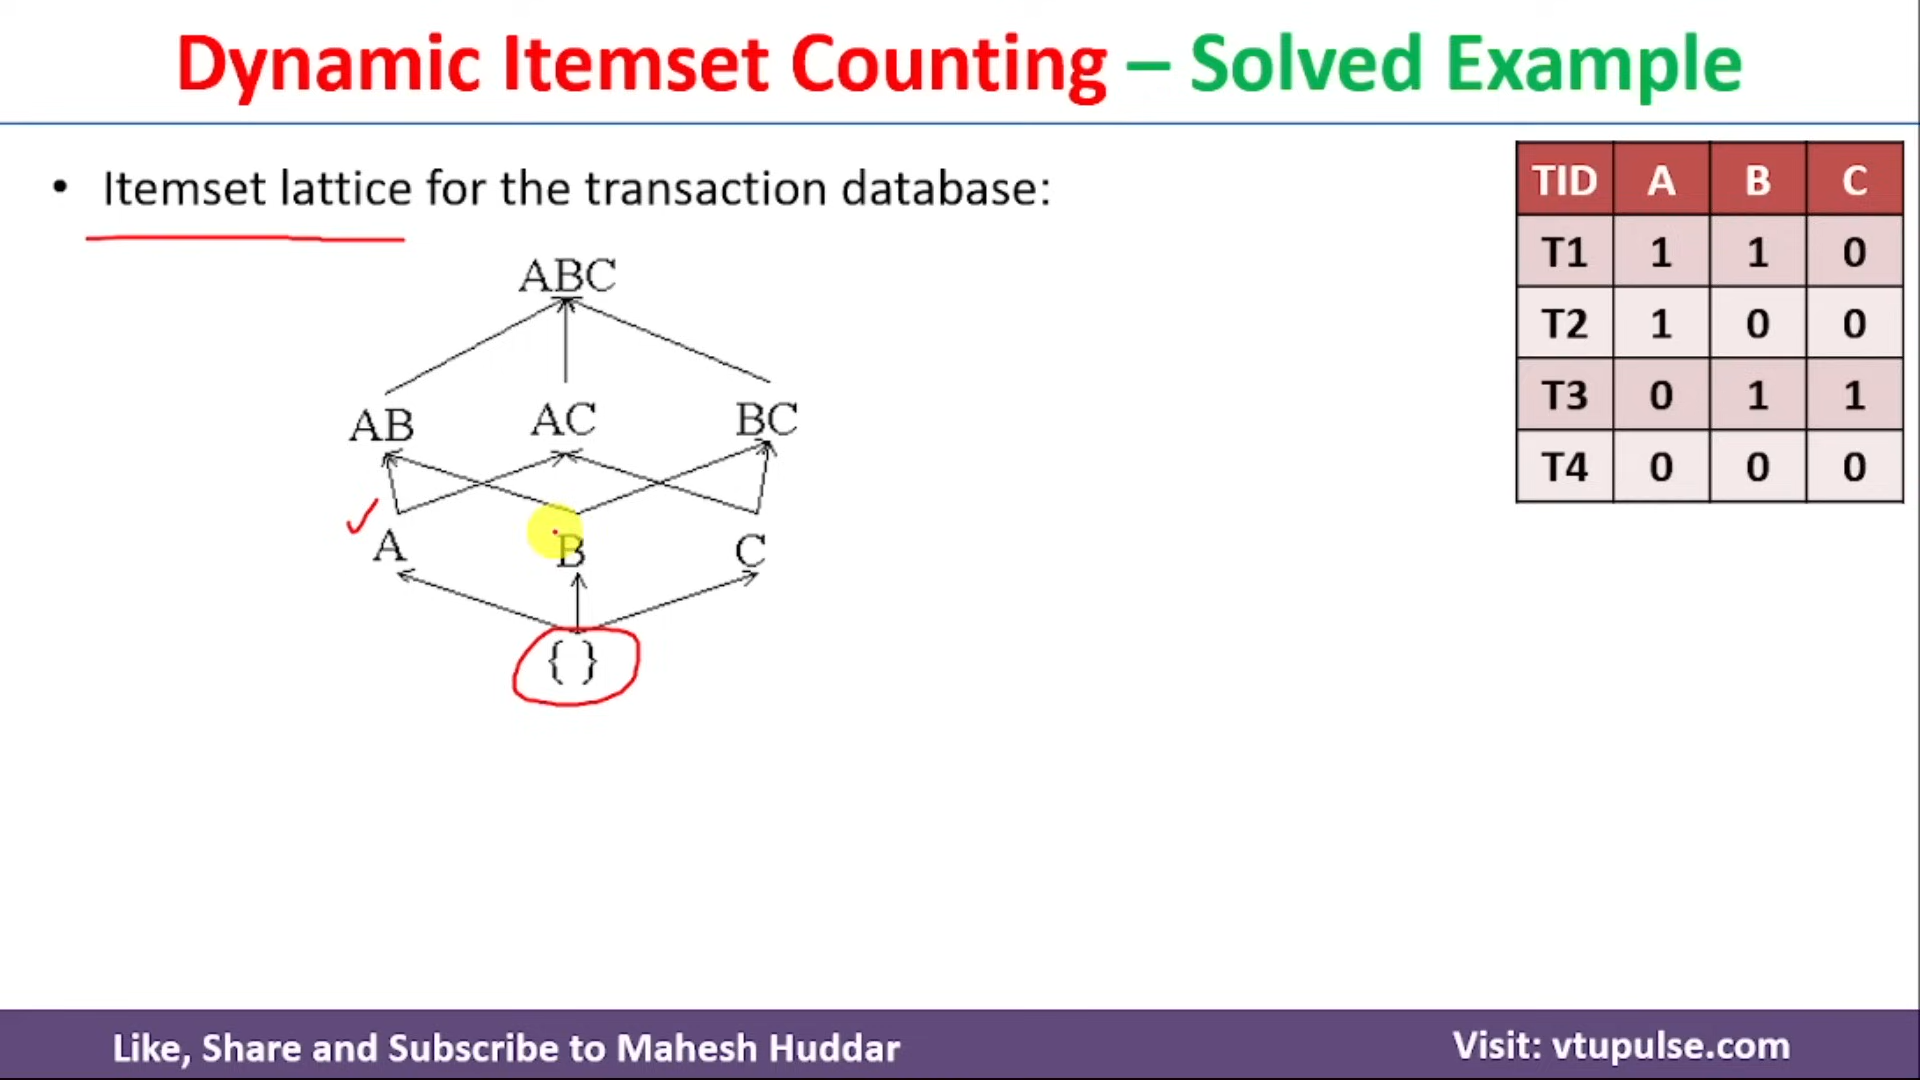 Dynamic Itemset Counting – Solved Example
• Itemset lattice for the transaction database:
ABC
AB AC BC
A B C
{ }
TID A B C
T1 1 1 0
T2 1 0 0
T3 0 1 1
T4 0 0 0
Like, Share and Subscribe to Mahesh Huddar
Visit: vtupulse.com